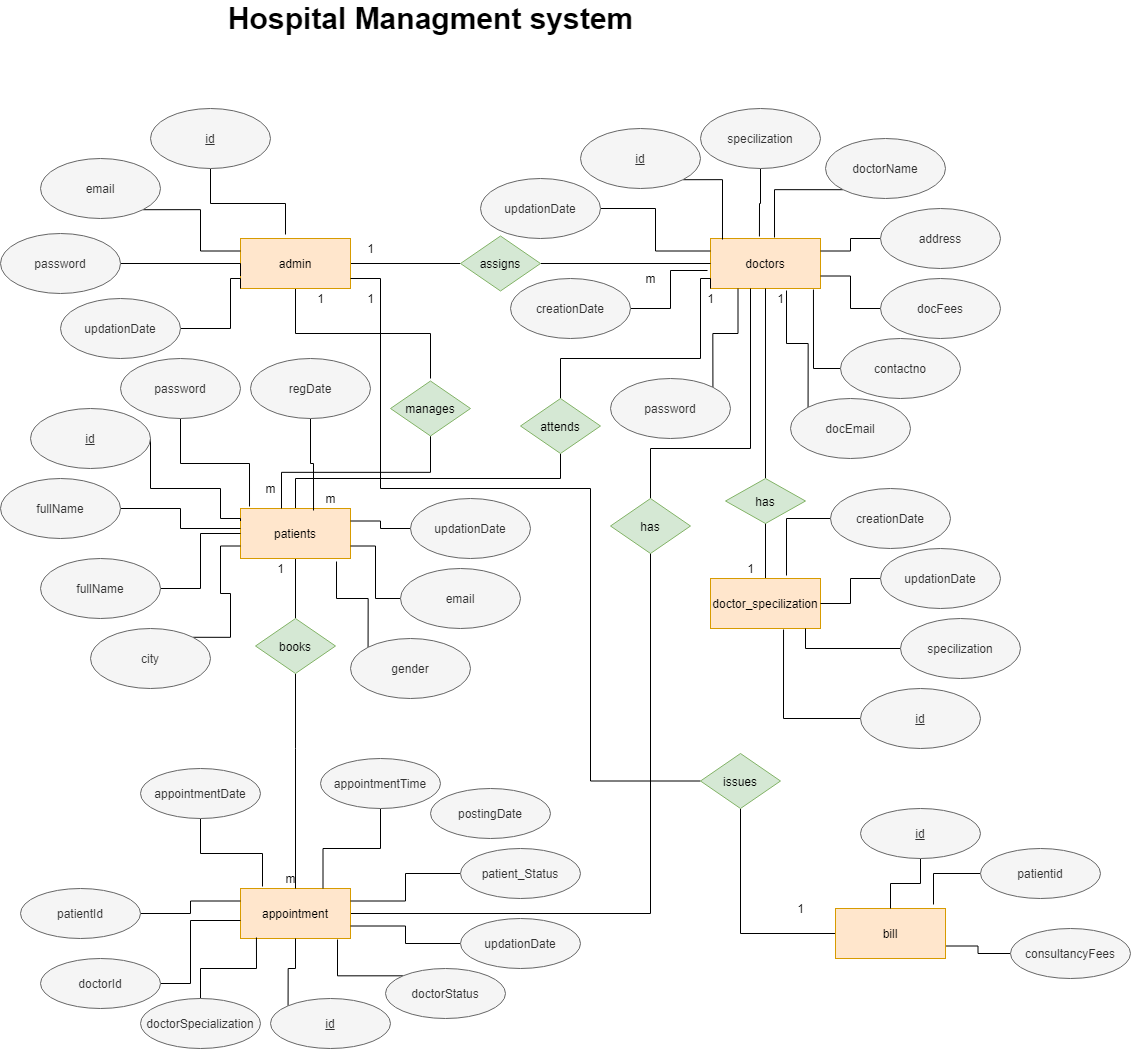 Hospital Managment system
id
specilization
id
doctorName
email
updationDate
address
password
admin
1
assigns
doctors
m
creationDate
docFees
1
1
1
1
updationDate
contactno
password
regDate
manages
attends
password
docEmail
id
m
m
has
has
fullName
creationDate
patients
updationDate
1
1
fullName
email
updationDate
doctor_specilization
books
city
gender
specilization
id
issues
appointmentDate
appointmentTime
postingDate
id
m
patient_Status
patientid
patientId
appointment
1
bill
updationDate
consultancyFees
doctorId
doctorStatus
doctorSpecialization
id